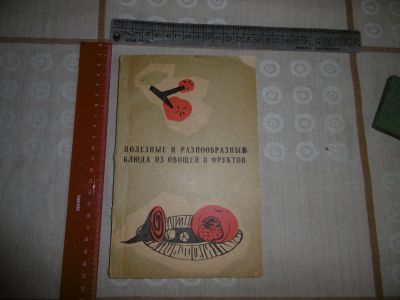 ПОЛЕЗНЫЕ И РАЗНООБРАЗНЫЕ
БЛЮДА ИЗ ОВОЩЕЙ И ФРУКТОВ